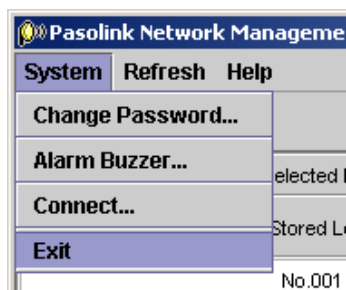 Pasolink Network Manageme
System Refresh Help
Change Password...
Alarm Buzzer...
elected
Connect...
Stored L
Exit
No.001